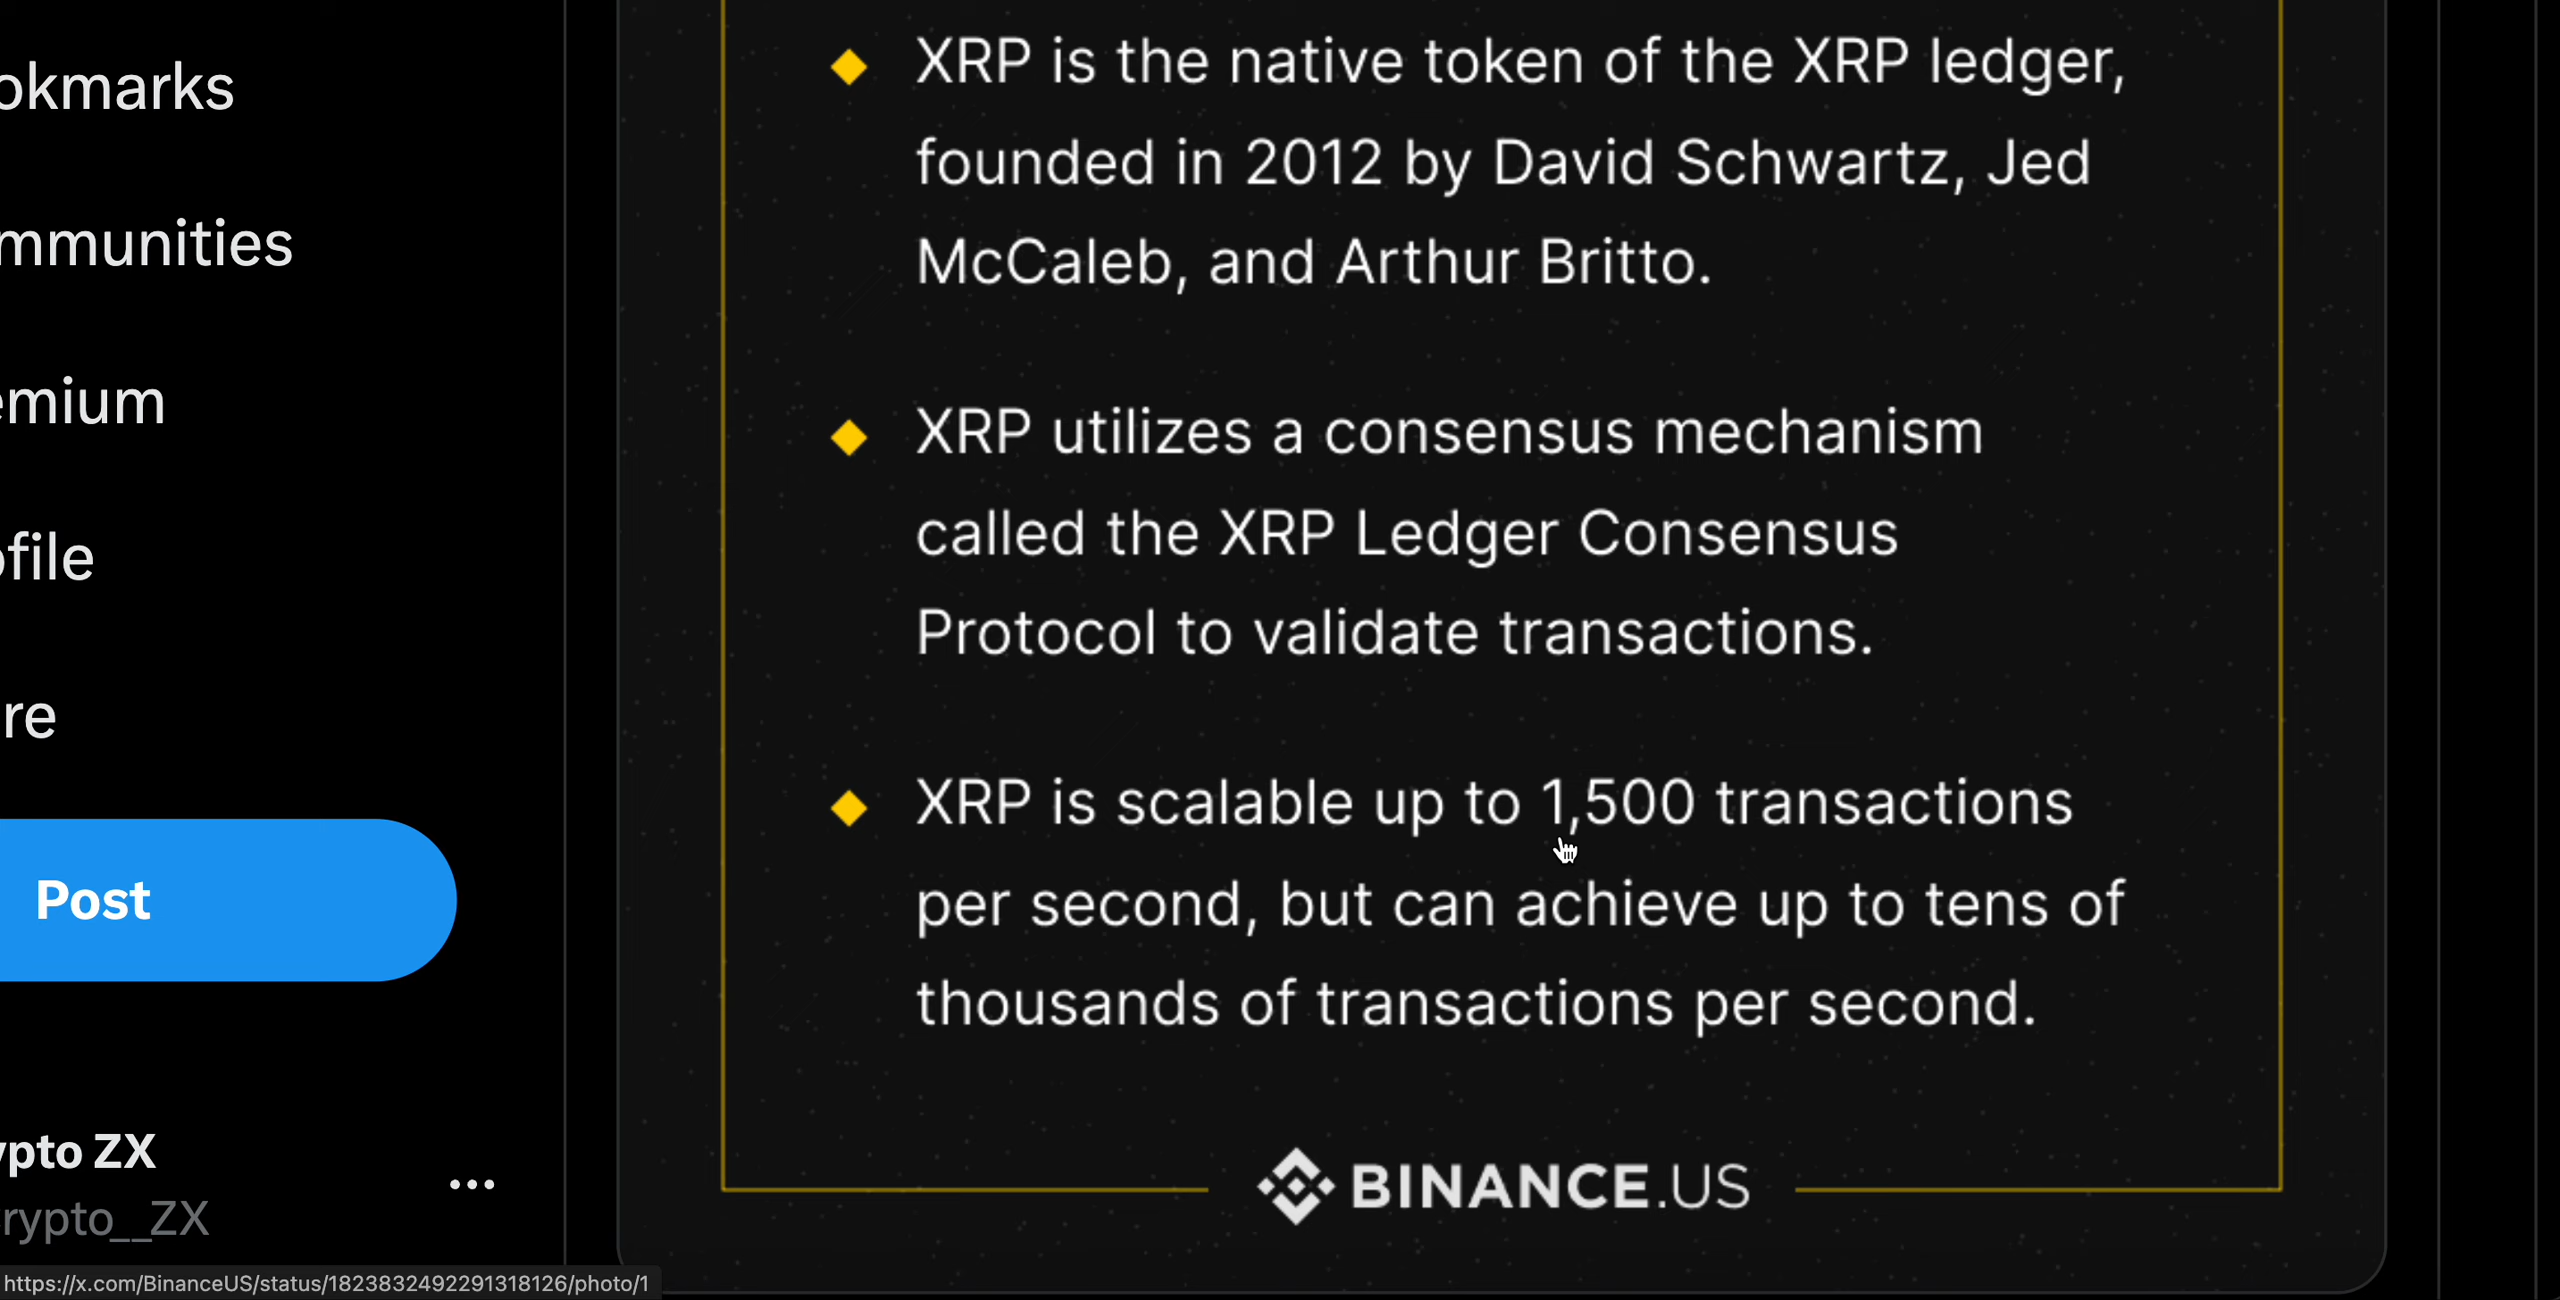 okmarks
mmunities
emium
ofile
re
Post
ypto ZX
rypto__ZX
XRP is the native token of the XRP ledger,
founded in 2012 by David Schwartz, Jed
McCaleb, and Arthur Britto.
XRP utilizes a consensus mechanism
called the XRP Ledger Consensus
Protocol to validate transactions.
XRP is scalable up to 1,500 transactions
per second, but can achieve up to tens of
thousands of transactions per second.
BINANCE.US
https://x.com/BinanceUS/status/1823832492291318126/photo/1